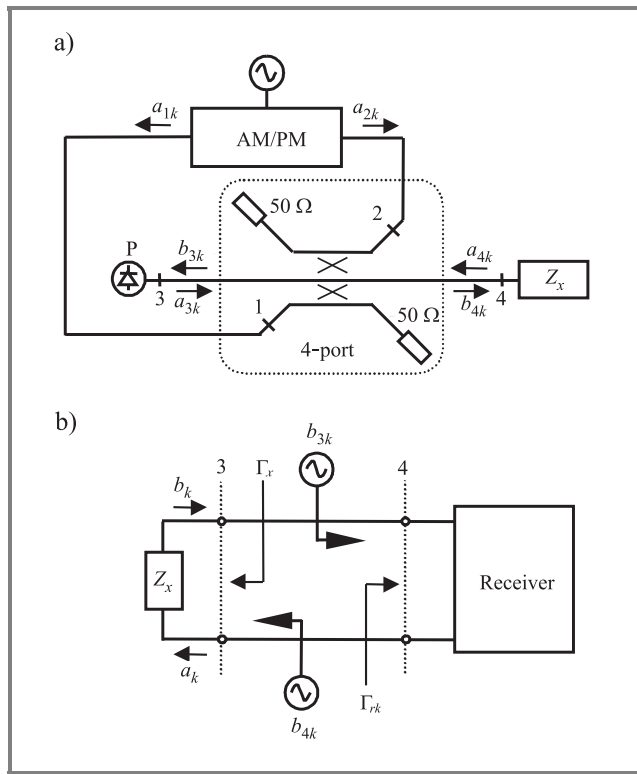 a)
a1k
a2k
AM/PM
50 Ω
2
P
b3k
a4k
3
a3k
1
b4k
4
Zx
50 Ω
4-port
b)
b3k
3
Γx
4
bk
Zx
Receiver
ak
b4k
Γrk